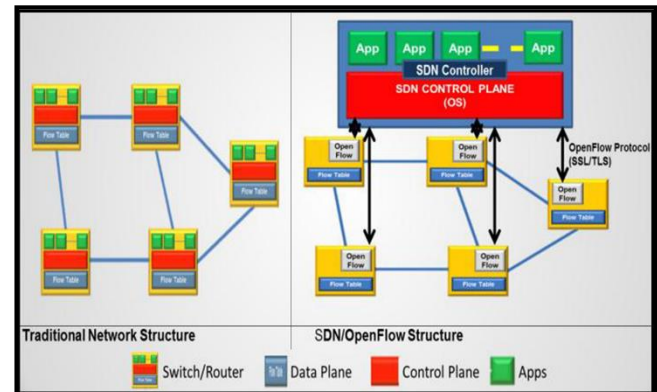 App App App App
SDN Controller
SDN CONTROL PLANE
(OS)
OpenFlow Protocol
(SSL/TLS)
Open
Flow
Flow Table
Open
Flow
Flow Table
Open
Flow
Flow Table
Open
Flow
Flow Table
Open
Flow
Flow Table
Flow Table
Flow Table
Flow Table
Flow Table
Flow Table
Traditional Network Structure
SDN/OpenFlow Structure
Switch/Router
Flow Table
Data Plane
Control Plane
Apps